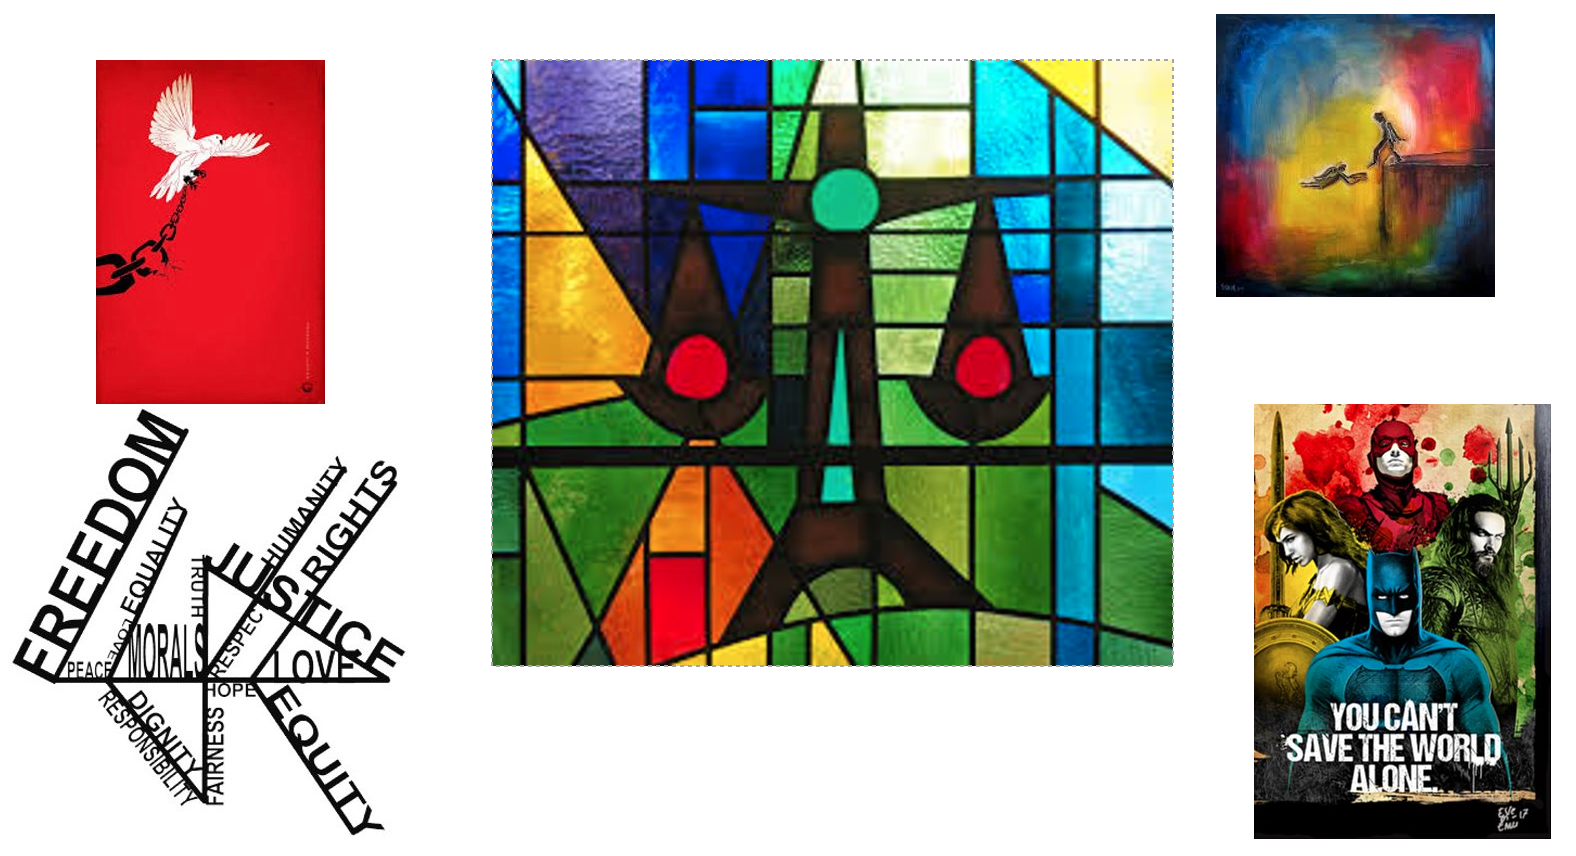 FREEDOM
EQUALITY
TRUTH
JUSTICE
HUMANITY
RIGHTS
PEACE
LOVE
MORALS
RESPECT
LOVE
HOPE
DIGNITY
RESPONSIBILTY
FAIRNESS
EQUITY
YOU CAN'T
SAVE THE WORLD
ALONE.